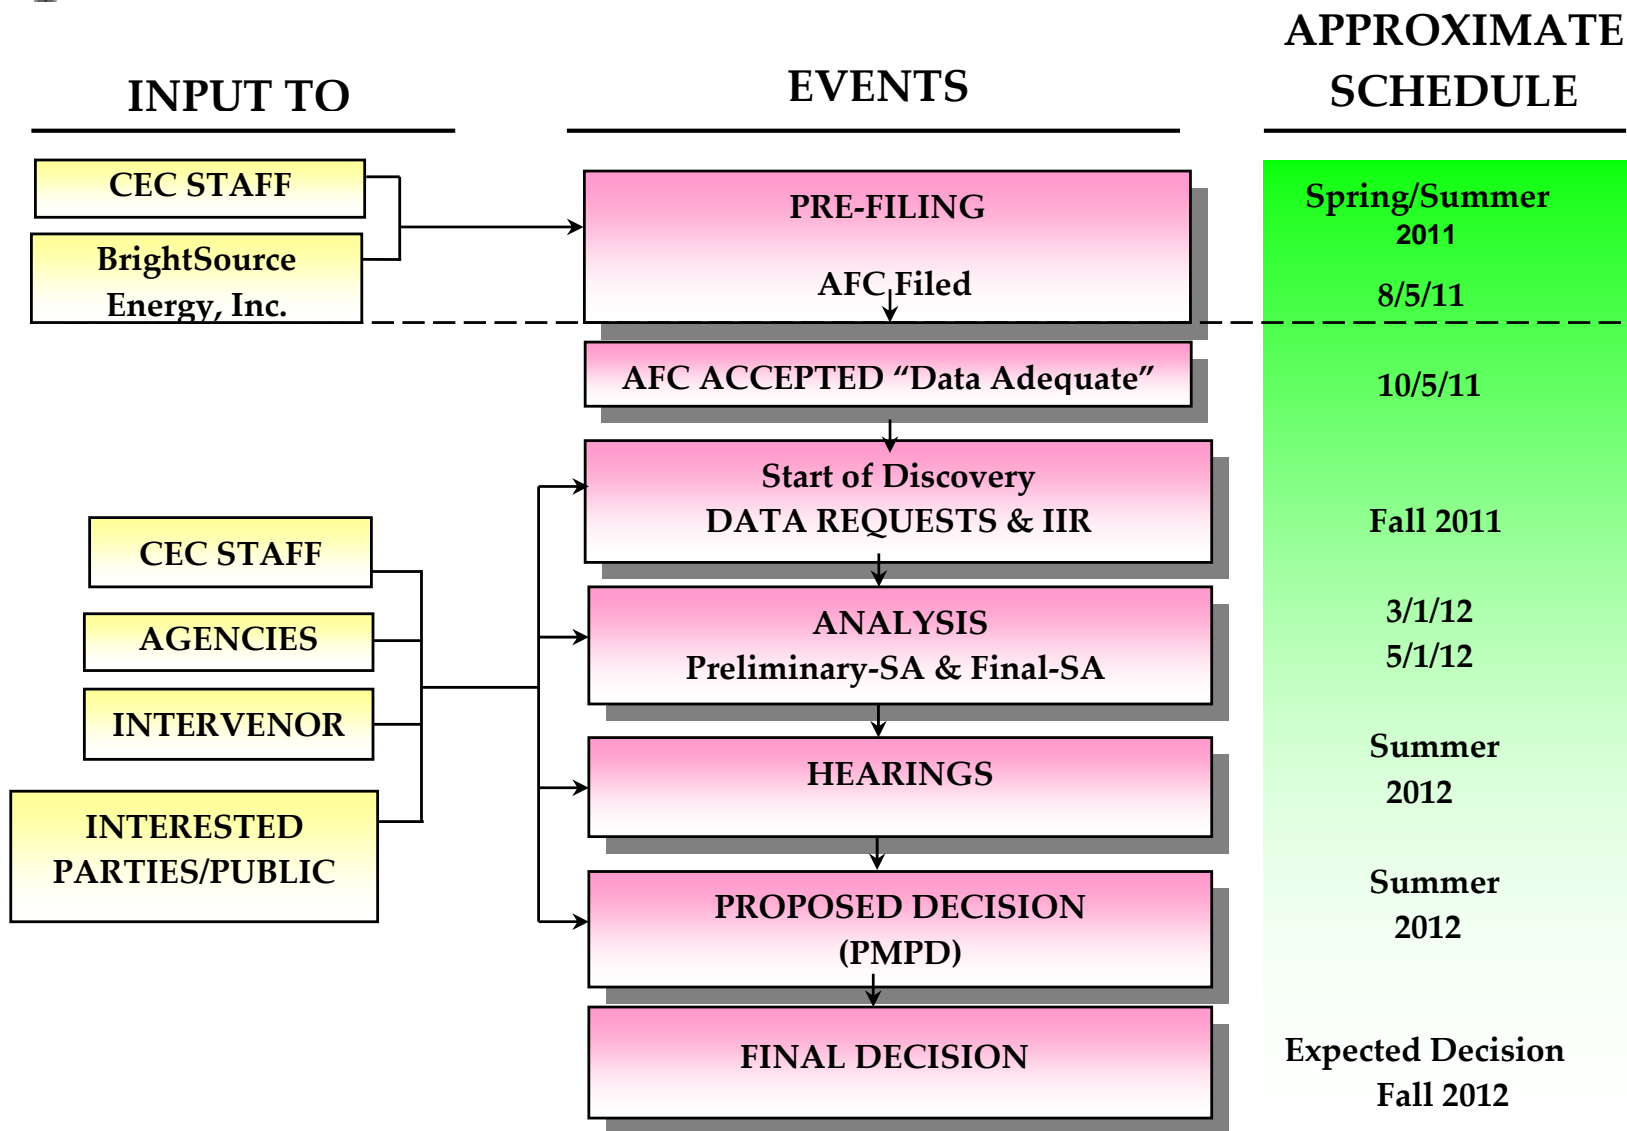 INPUT TO
EVENTS
APPROXIMATE
SCHEDULE
CEC STAFF
BrightSource
Energy, Inc.
PRE-FILING
AFC Filed
Spring/Summer
2011
8/5/11
AFC ACCEPTED “Data Adequate”
10/5/11
Start of Discovery
DATA REQUESTS & IIR
Fall 2011
CEC STAFF
AGENCIES
INTERVENOR
INTERESTED
PARTIES/PUBLIC
ANALYSIS
Preliminary-SA & Final-SA
3/1/12
5/1/12
HEARINGS
Summer
2012
PROPOSED DECISION
(PMPD)
Summer
2012
FINAL DECISION
Expected Decision
Fall 2012